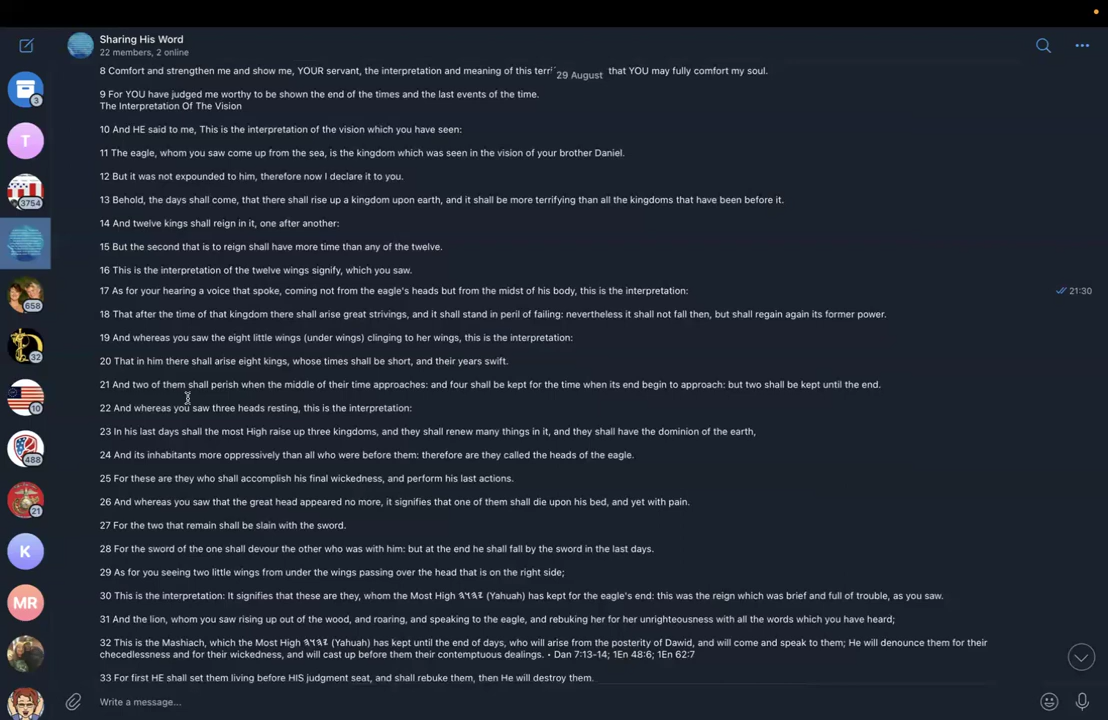 Sharing His Word
22 members, 2 online
8 Comfort and strengthen me and show me, YOUR servant, the interpretation and meaning of this terri that YOU may fully comfort my soul.
29 August
9 For YOU have judged me worthy to be shown the end of the times and the last events of the time.
The Interpretation Of The Vision
10 And HE said to me, This is the interpretation of the vision which you have seen:
11 The eagle, whom you saw come up from the sea, is the kingdom which was seen in the vision of your brother Daniel.
12 But it was not expounded to him, therefore now I declare it to you.
13 Behold, the days shall come, that there shall rise up a kingdom upon earth, and it shall be more terrifying than all the kingdoms that have been before it.
14 And twelve kings shall reign in it, one after another:
15 But the second that is to reign shall have more time than any of the twelve.
16 This is the interpretation of the twelve wings signify, which you saw.
17 As for your hearing a voice that spoke, coming not from the eagle's heads but from the midst of his body, this is the interpretation:
21:30
18 That after the time of that kingdom there shall arise great strivings, and it shall stand in peril of failing: nevertheless it shall not fall then, but shall regain again its former power.
19 And whereas you saw the eight little wings (under wings) clinging to her wings, this is the interpretation:
20 That in him there shall arise eight kings, whose times shall be short, and their years swift.
21 And two of them shall perish when the middle of their time approaches: and four shall be kept for the time when its end begin to approach: but two shall be kept until the end.
22 And whereas you saw three heads resting, this is the interpretation:
23 In his last days shall the most High raise up three kingdoms, and they shall renew many things in it, and they shall have the dominion of the earth,
24 And its inhabitants more oppressively than all who were before them: therefore are they called the heads of the eagle.
25 For these are they who shall accomplish his final wickedness, and perform his last actions.
26 And whereas you saw that the great head appeared no more, it signifies that one of them shall die upon his bed, and yet with pain.
27 For the two that remain shall be slain with the sword.
28 For the sword of the one shall devour the other who was with him: but at the end he shall fall by the sword in the last days.
29 As for you seeing two little wings from under the wings passing over the head that is on the right side;
30 This is the interpretation: It signifies that these are they, whom the Most High 𐤉𐤄𐤅𐤄 (Yahuah) has kept for the eagle's end: this was the reign which was brief and full of trouble, as you saw.
31 And the lion, whom you saw rising up out of the wood, and roaring, and speaking to the eagle, and rebuking her for her unrighteousness with all the words which you have heard;
32 This is the Mashiach, which the Most High 𐤉𐤄𐤅𐤄 (Yahuah) has kept until the end of days, who will arise from the posterity of Dawid, and will come and speak to them; He will denounce them for their
checedlessness and for their wickedness, and will cast up before them their contemptuous dealings. • Dan 7:13-14; 1En 48:6; 1En 62:7
33 For first HE shall set them living before HIS judgment seat, and shall rebuke them, then He will destroy them.
Write a message...
3
T
3754
658
32
10
488
21
K
MR